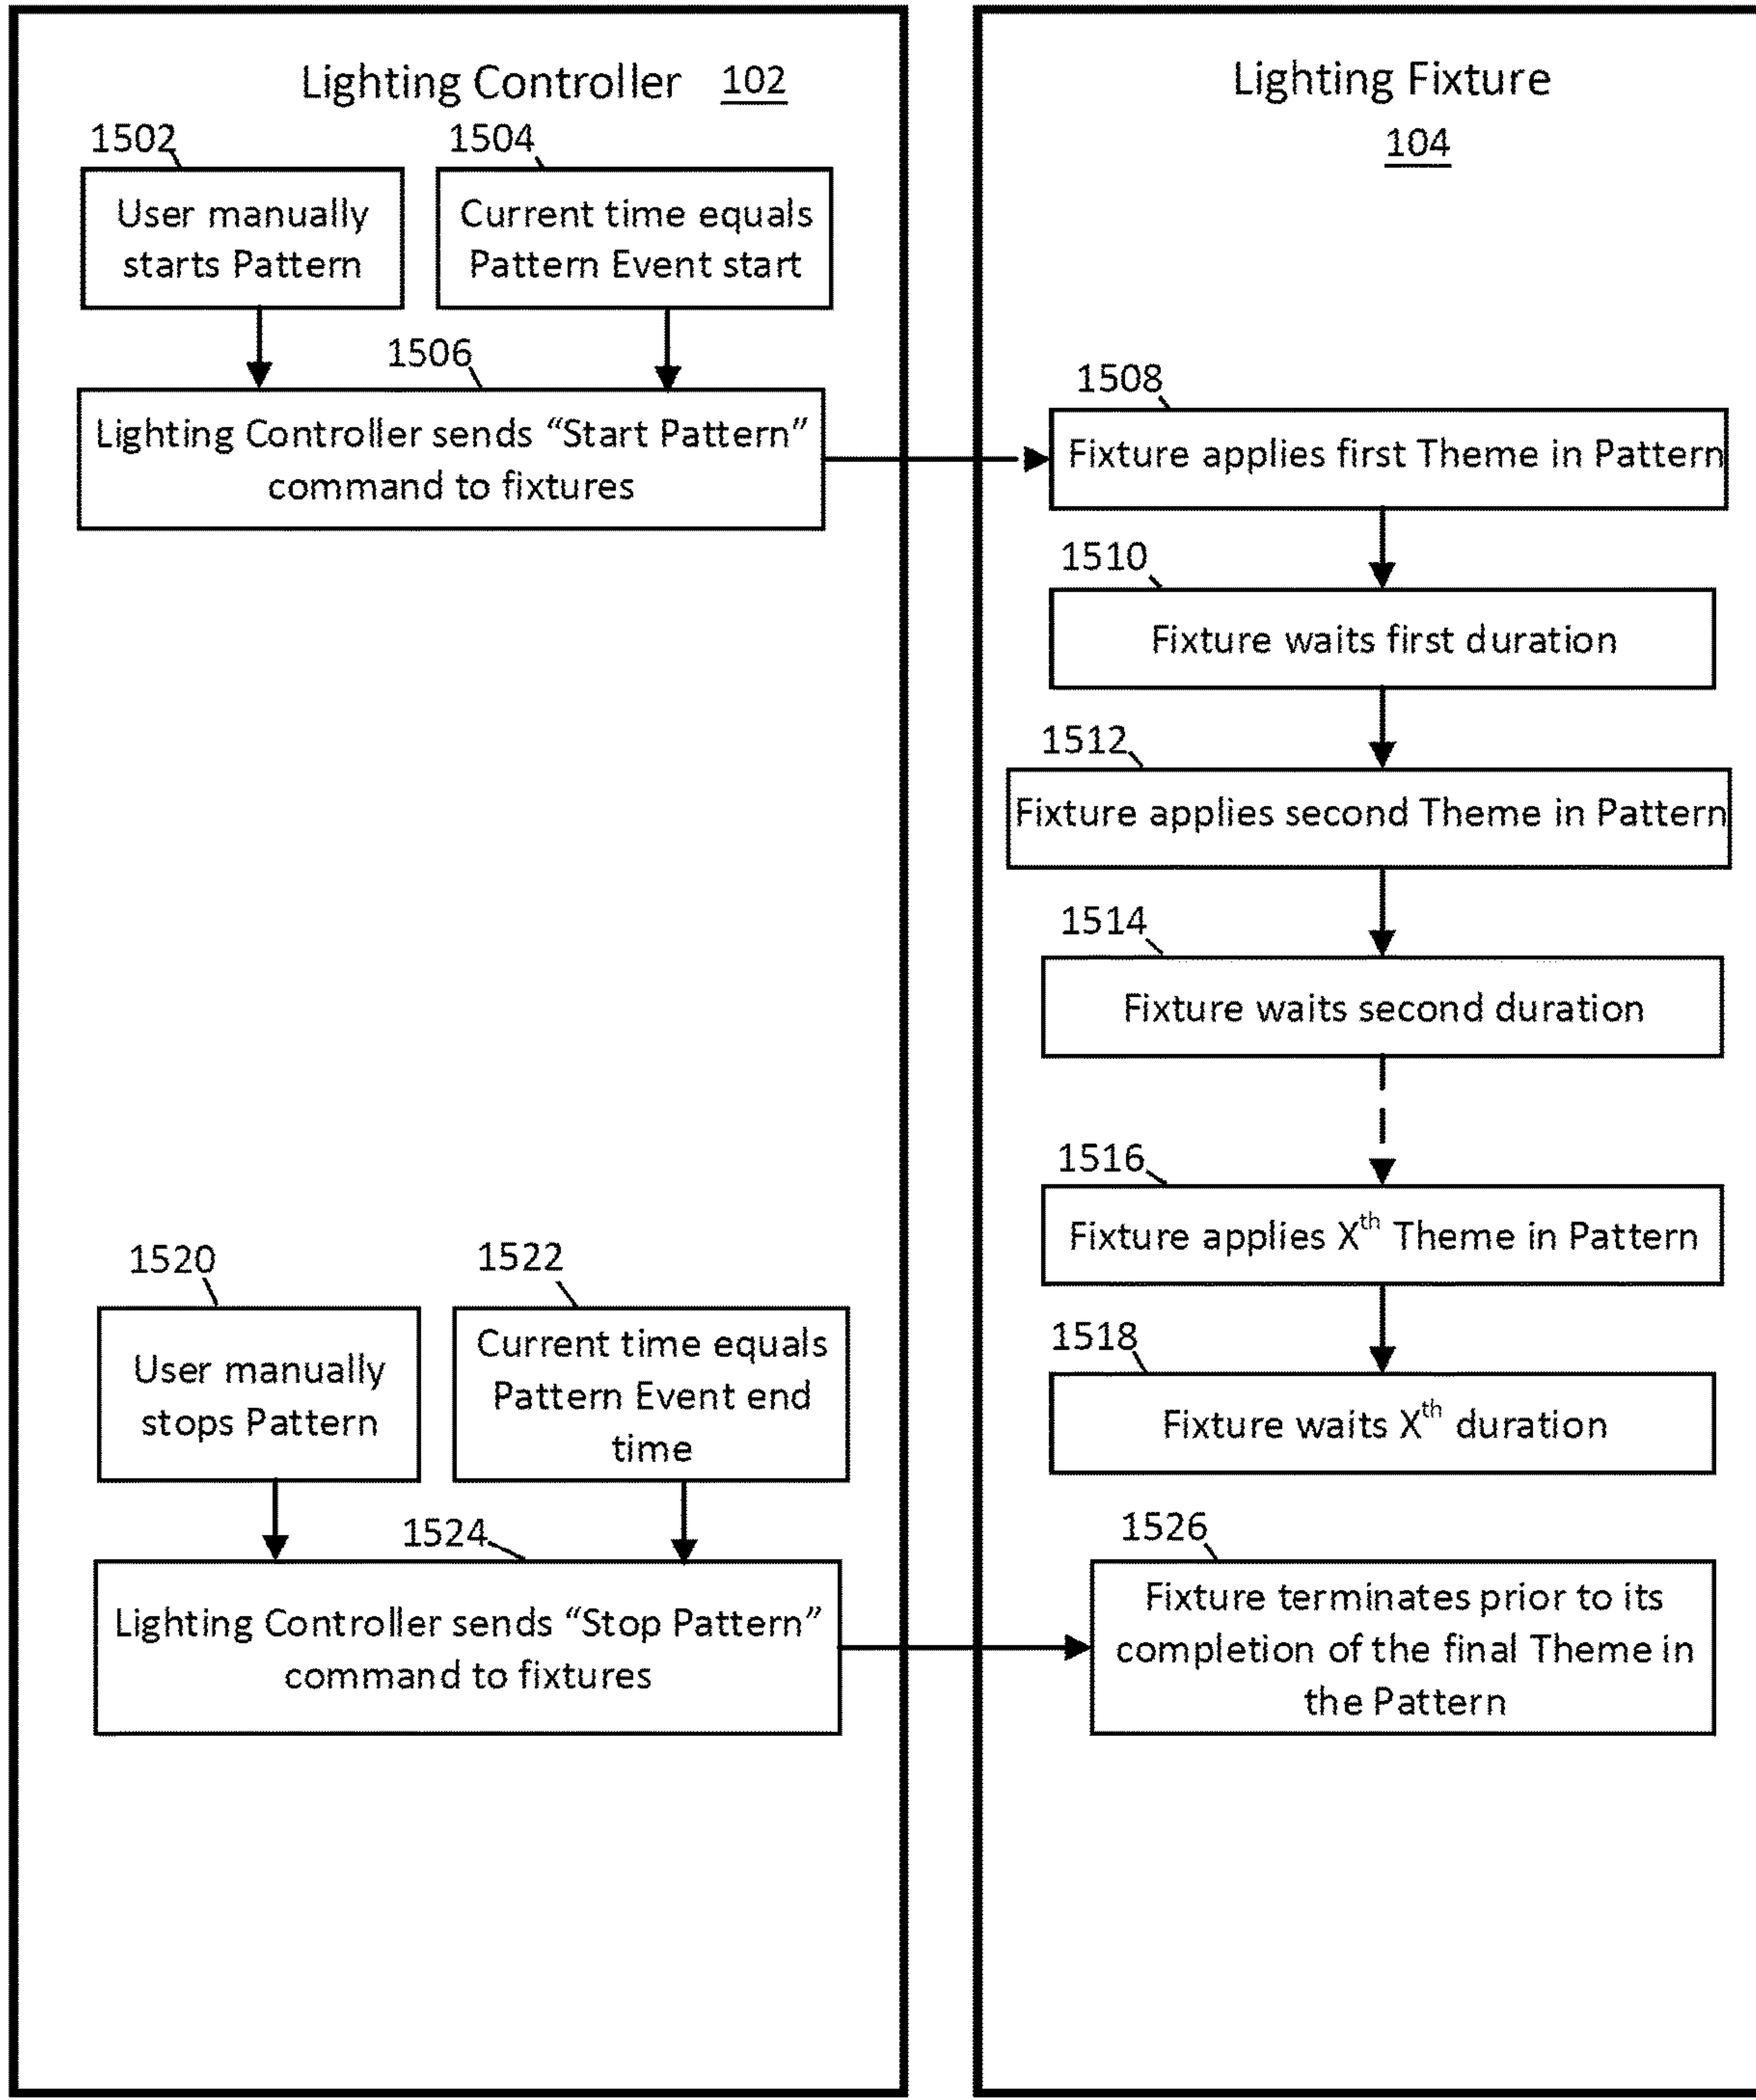 Lighting Controller 102
1502
User manually
starts Pattern
1504
Current time equals
Pattern Event start
1506
Lighting Controller sends “Start Pattern”
command to fixtures
1520
User manually
stops Pattern
1522
Current time equals
Pattern Event end
time
1524
Lighting Controller sends “Stop Pattern”
command to fixtures
Lighting Fixture
104
1508
Fixture applies first Theme in Pattern
1510
Fixture waits first duration
1512
Fixture applies second Theme in Pattern
1514
Fixture waits second duration
1516
Fixture applies Xth Theme in Pattern
1518
Fixture waits Xth duration
1526
Fixture terminates prior to its
completion of the final Theme in
the Pattern